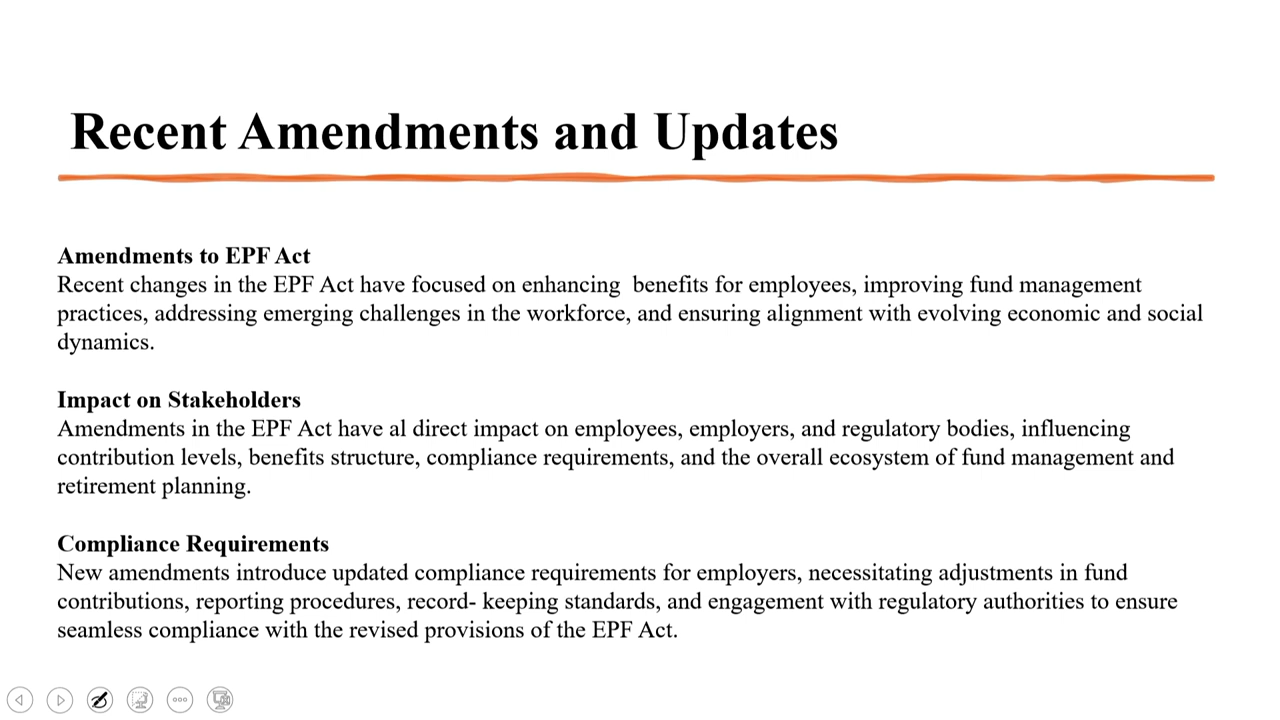 Recent Amendments and Updates
Amendments to EPF Act
Recent changes in the EPF Act have focused on enhancing  benefits for employees, improving fund management
practices, addressing emerging challenges in the workforce, and ensuring alignment with evolving economic and social
dynamics.
Impact on Stakeholders
Amendments in the EPF Act have al direct impact on employees, employers, and regulatory bodies, influencing
contribution levels, benefits structure, compliance requirements, and the overall ecosystem of fund management and
retirement planning.
Compliance Requirements
New amendments introduce updated compliance requirements for employers, necessitating adjustments in fund
contributions, reporting procedures, record- keeping standards, and engagement with regulatory authorities to ensure
seamless compliance with the revised provisions of the EPF Act.